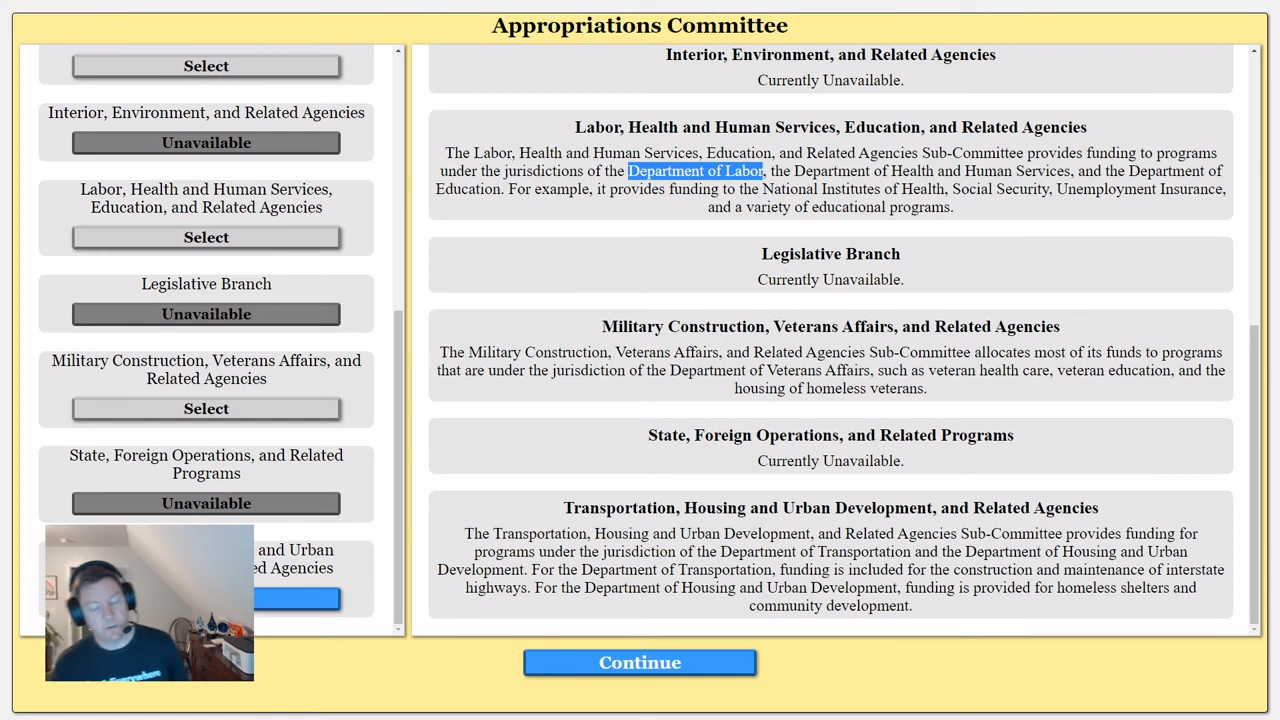 Appropriations Committee
Select
Interior, Environment, and Related Agencies
Unavailable
Labor, Health and Human Services,
Education, and Related Agencies
Select
Legislative Branch
Unavailable
Military Construction, Veterans Affairs, and
Related Agencies
Select
State, Foreign Operations, and Related
Programs
Unavailable
and Urban
Agencies
Interior, Environment, and Related Agencies
Currently Unavailable.
Labor, Health and Human Services, Education, and Related Agencies
The Labor, Health and Human Services, Education, and Related Agencies Sub-Committee provides funding to programs
under the jurisdictions of the Department of Labor, the Department of Health and Human Services, and the Department of
Education. For example, it provides funding to the National Institutes of Health, Social Security, Unemployment Insurance,
and a variety of educational programs.
Legislative Branch
Currently Unavailable.
Military Construction, Veterans Affairs, and Related Agencies
The Military Construction, Veterans Affairs, and Related Agencies Sub-Committee allocates most of its funds to programs
that are under the jurisdiction of the Department of Veterans Affairs, such as veteran health care, veteran education, and the
housing of homeless veterans.
State, Foreign Operations, and Related Programs
Currently Unavailable.
Transportation, Housing and Urban Development, and Related Agencies
The Transportation, Housing and Urban Development, and Related Agencies Sub-Committee provides funding for
programs under the jurisdiction of the Department of Transportation and the Department of Housing and Urban
Development. For the Department of Transportation, funding is included for the construction and maintenance of interstate
highways. For the Department of Housing and Urban Development, funding is provided for homeless shelters and
community development.
Continue